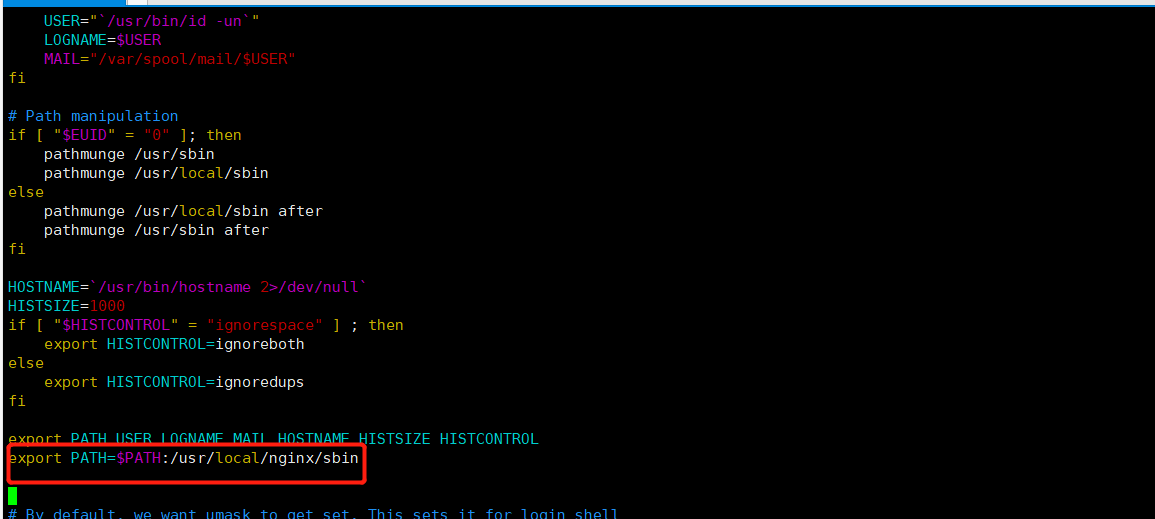 USER="`/usr/bin/id -un`"
LOGNAME=$USER
MAIL="/var/spool/mail/$USER"
fi
# Path manipulation
if [ "$EUID" = "0" ]; then
pathmunge /usr/sbin
pathmunge /usr/local/sbin
else
pathmunge /usr/local/sbin after
pathmunge /usr/sbin after
fi
HOSTNAME=`/usr/bin/hostname 2>/dev/null`
HISTSIZE=1000
if [ "$HISTCONTROL" = "ignorespace" ] ; then
export HISTCONTROL=ignoreboth
else
export HISTCONTROL=ignoredups
fi
export PATH USER LOGNAME MAIL HOSTNAME HISTSIZE HISTCONTROL
export PATH=$PATH:/usr/local/nginx/sbin
# By default, we want umask to get set. This sets it for login shell